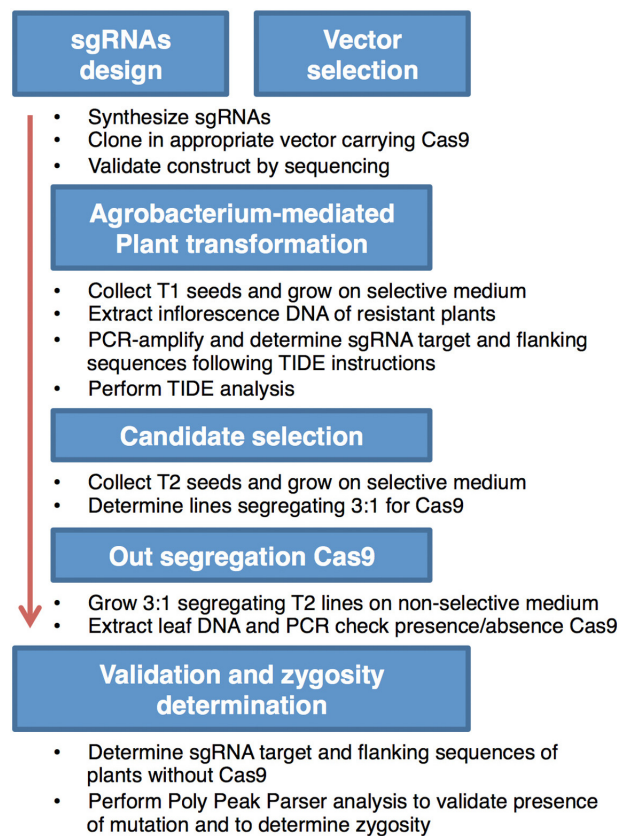 sgRNAs
design
Vector
selection
• Synthesize sgRNAs
• Clone in appropriate vector carrying Cas9
• Validate construct by sequencing
Agrobacterium-mediated
Plant transformation
• Collect T1 seeds and grow on selective medium
• Extract inflorescence DNA of resistant plants
• PCR-amplify and determine sgRNA target and flanking
sequences following TIDE instructions
• Perform TIDE analysis
Candidate selection
• Collect T2 seeds and grow on selective medium
• Determine lines segregating 3:1 for Cas9
Out segregation Cas9
• Grow 3:1 segregating T2 lines on non-selective medium
• Extract leaf DNA and PCR check presence/absence Cas9
Validation and zygosity
determination
• Determine sgRNA target and flanking sequences of
plants without Cas9
• Perform Poly Peak Parser analysis to validate presence
of mutation and to determine zygosity